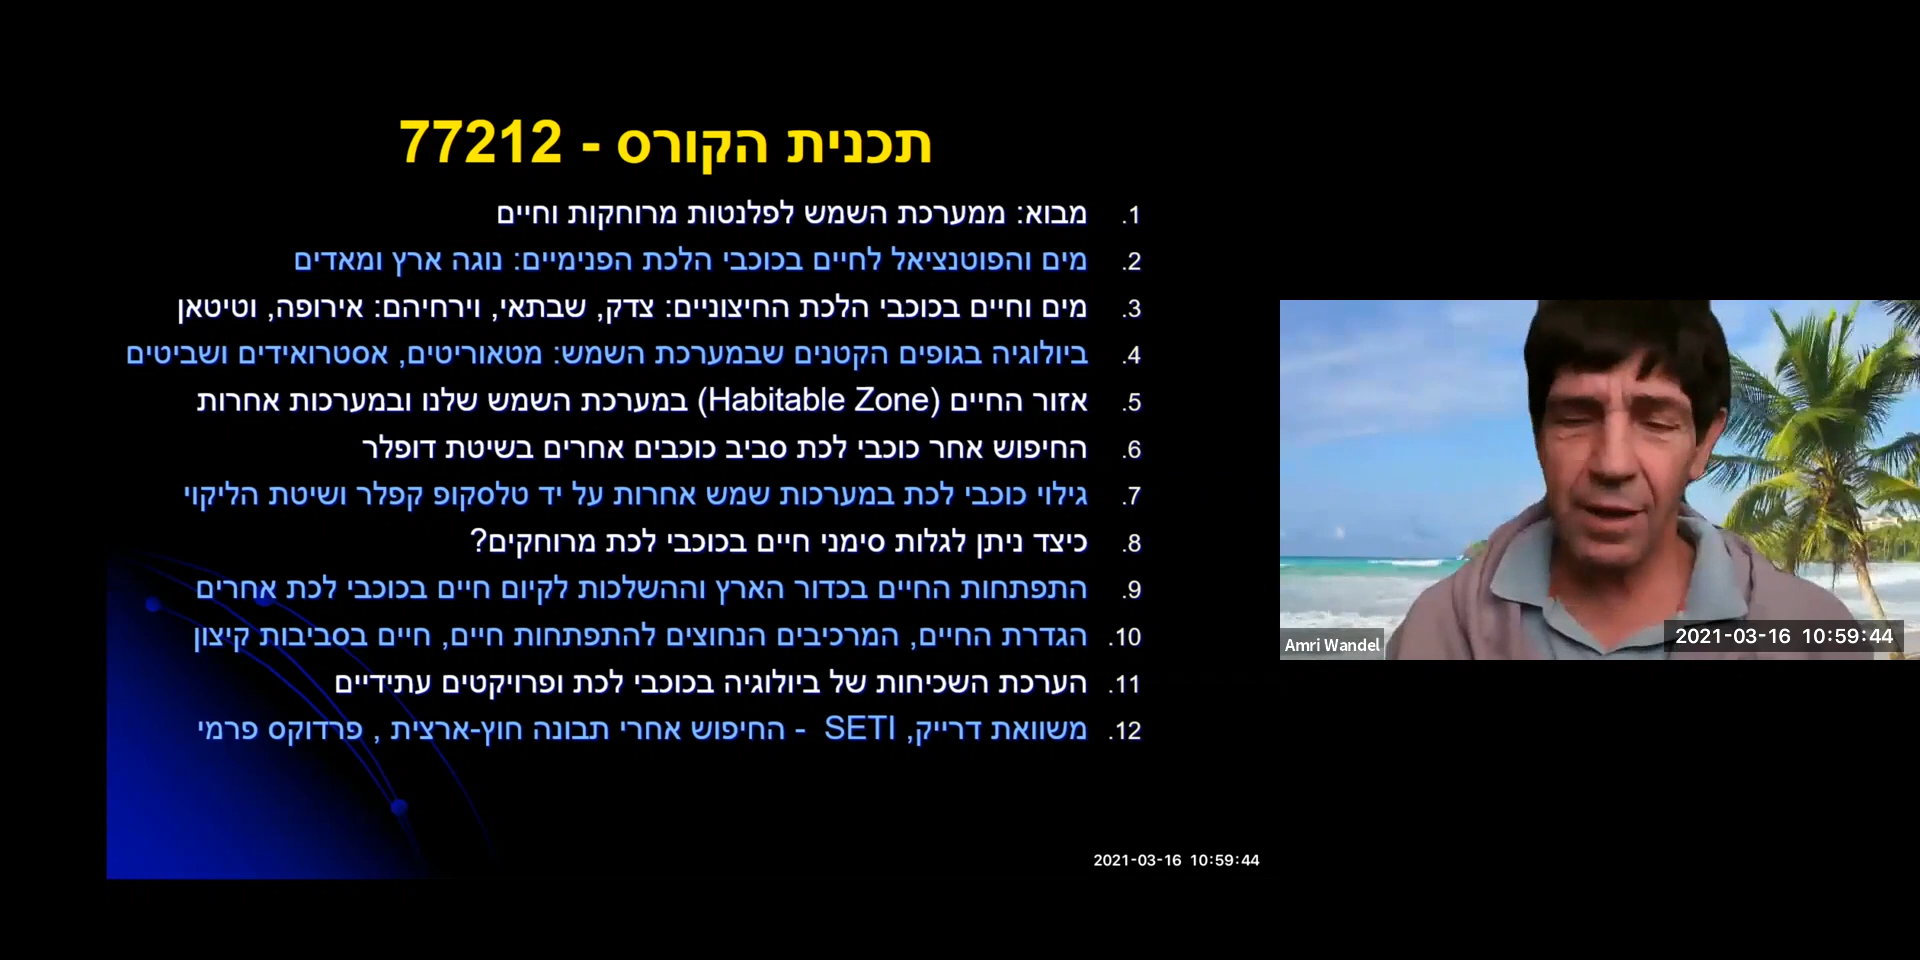 תכנית הקורס - 77212
1. מבוא: ממערכת השמש לפלנטות מרוחקות וחיים
2. מים והפוטנציאל לחיים בכוכבי הלכת הפנימיים: נוגה ארץ ומאדים
3. מים וחיים בכוכבי הלכת החיצוניים: צדק, שבתאי, וירחיהם: אירופה, וטיטאן
4. ביולוגיה בגופים הקטנים שבמערכת השמש: מטאוריטים, אסטרואידים ושביטים
5. אזור החיים (Habitable Zone) במערכת השמש שלנו ובמערכות אחרות
6. החיפוש אחר כוכבי לכת סביב כוכבים אחרים בשיטת דופלר
7. גילוי כוכבי לכת במערכות שמש אחרות על יד טלסקופ קפלר ושיטת הליקוי
8. כיצד ניתן לגלות סימני חיים בכוכבי לכת מרוחקים?
9. התפתחות החיים בכדור הארץ וההשלכות לקיום חיים בכוכבי לכת אחרים
10. הגדרת החיים, המרכיבים הנחוצים להתפתחות חיים, חיים בסביבות קיצון
11. הערכת השכיחות של ביולוגיה בכוכבי לכת ופרויקטים עתידיים
12. משוואת דרייק, SETI - החיפוש אחרי תבונה חוץ-ארצית , פרדוקס פרמי
2021-03-16 10:59:44
Amri Wandel
2021-03-16 10:59:44